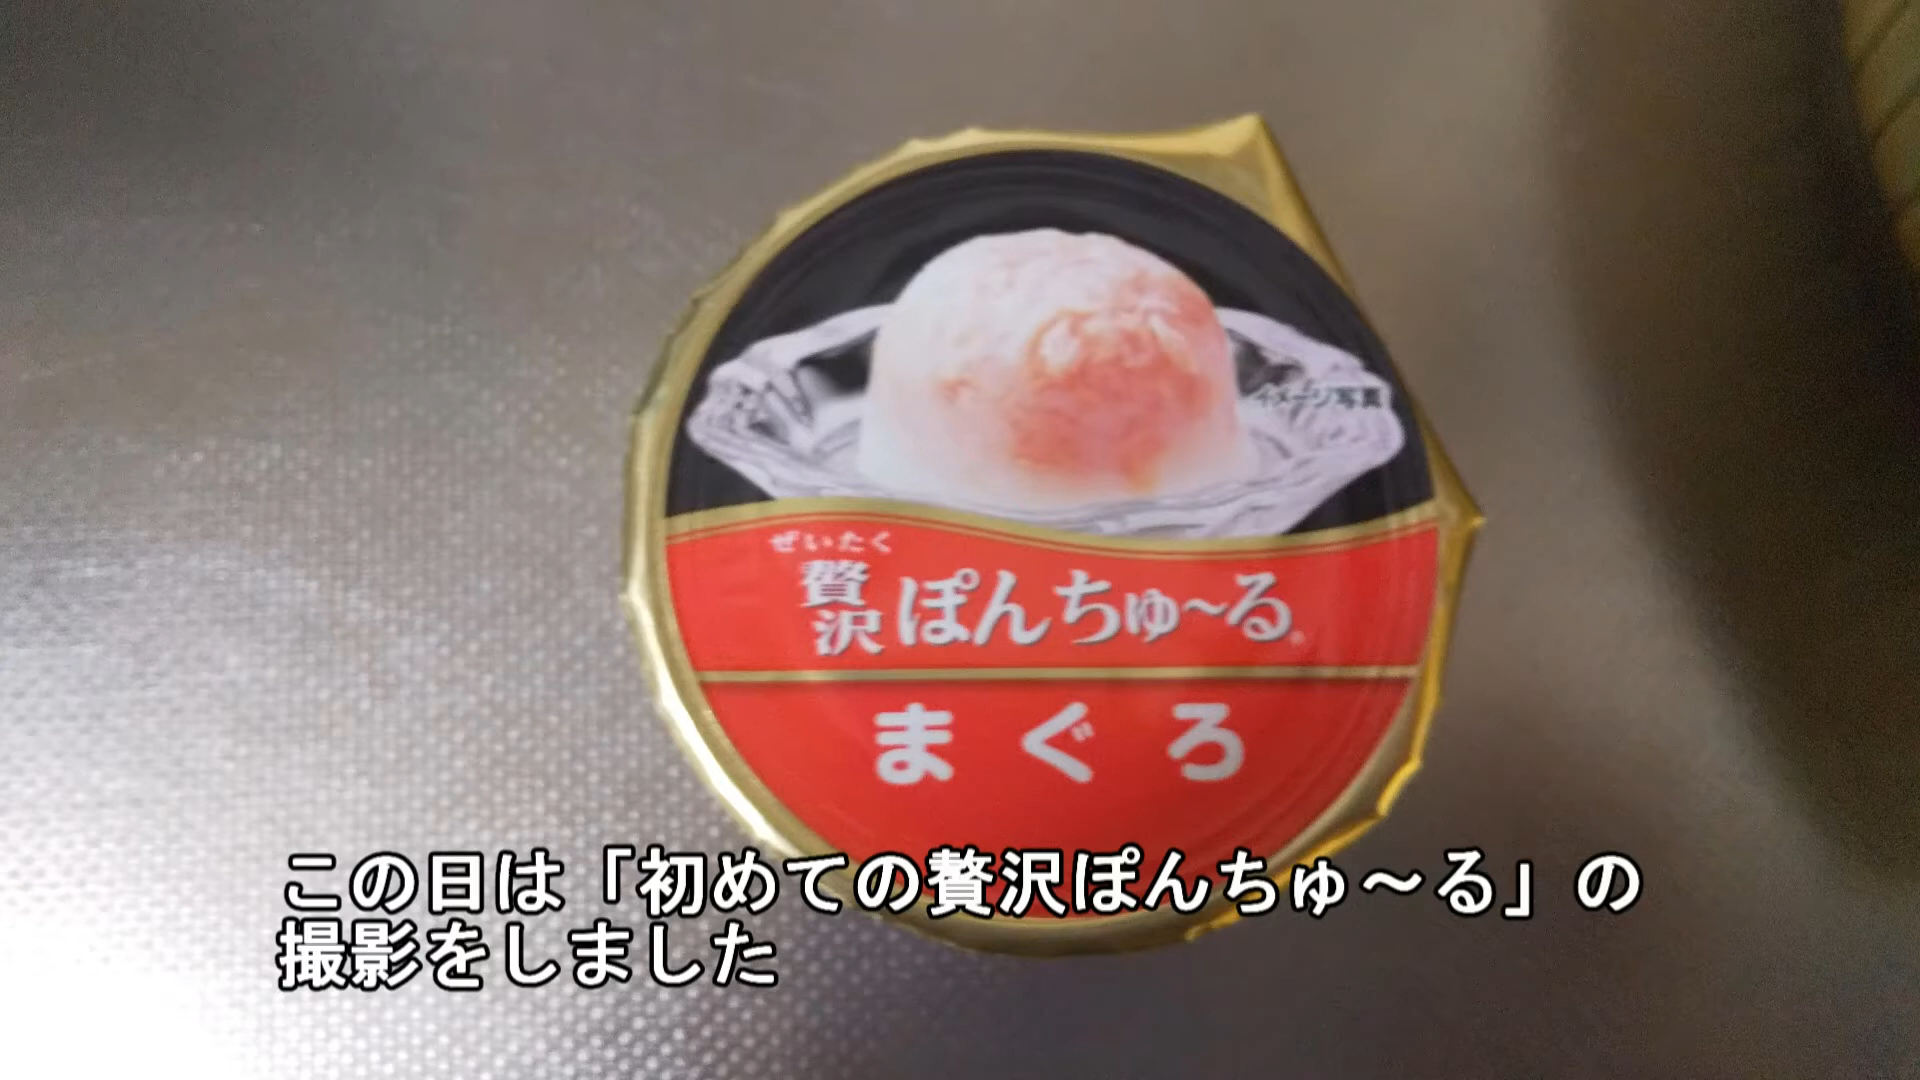 イメージ写真
ぜいたく
贅沢ぽんちゅ～る®
まぐろ
この日は「初めての贅沢ぽんちゅ～る」の
撮影をしました